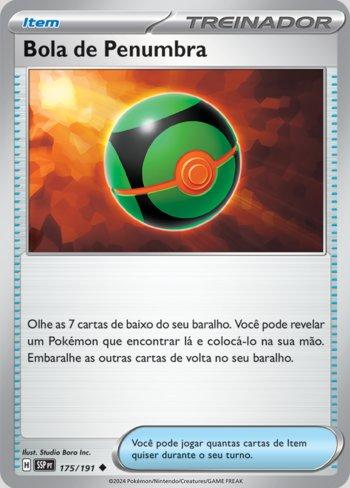 Item
TREINADOR
Bola de Penumbra
Olhe as 7 cartas de baixo do seu baralho. Você pode revelar
um Pokémon que encontrar lá e colocá-lo na sua mão.
Embaralhe as outras cartas de volta no seu baralho.
Ilust. Studio Bora Inc.
H SSP PT 175/191
Você pode jogar quantas cartas de Item
quiser durante o seu turno.
©2024 Pokémon/Nintendo/Creatures/GAME FREAK